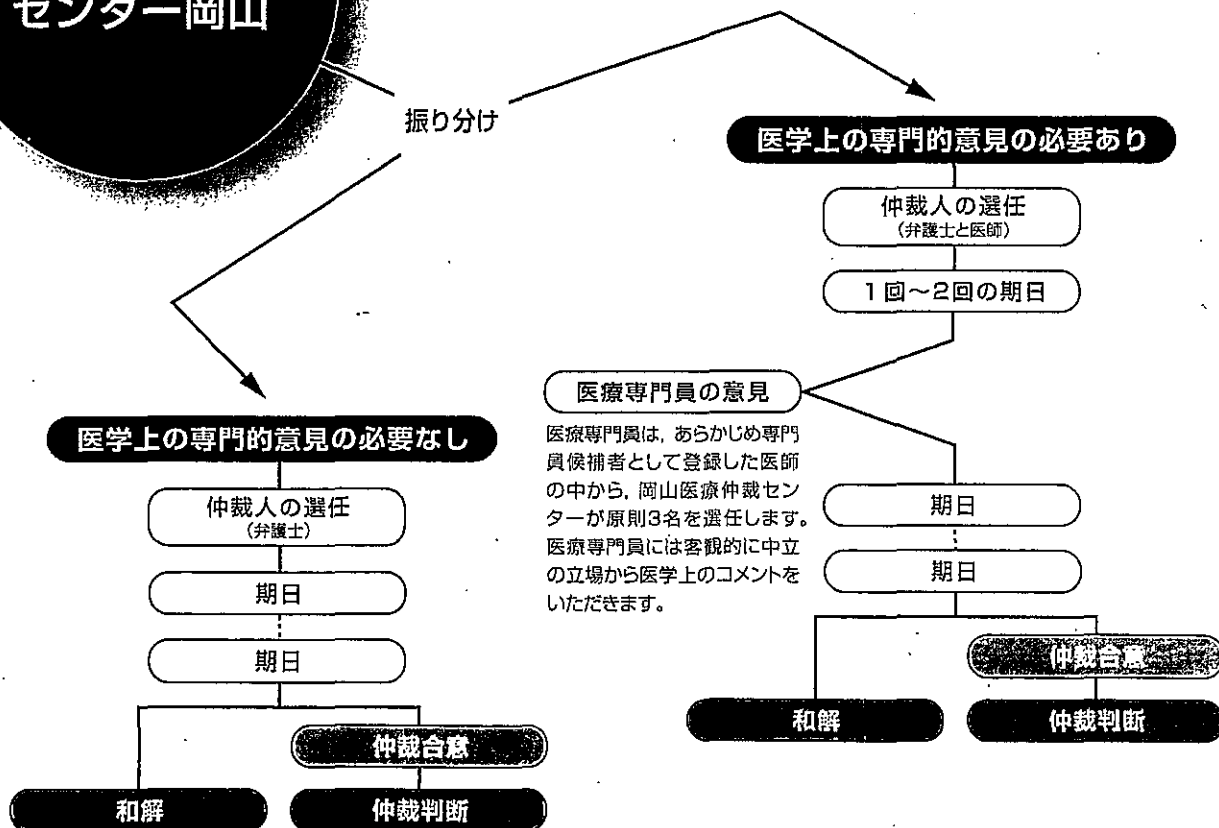 センター岡山
振り分け
医学上の専門的意見の必要あり
仲裁人の選任
(弁護士と医師)
1回～2回の期日
医療専門員の意見
医療専門員は,あらかじめ専門
員候補者として登録した医師
の中から,岡山医療仲裁セン
ターが原則3名を選任します。
医療専門員には客観的に中立
の立場から医学上のコメントを
いただきます。
期日
期日
仲裁合意
和解
仲裁判断
医学上の専門的意見の必要なし
仲裁人の選任
(弁護士)
期日
期日
仲裁合意
和解
仲裁判断